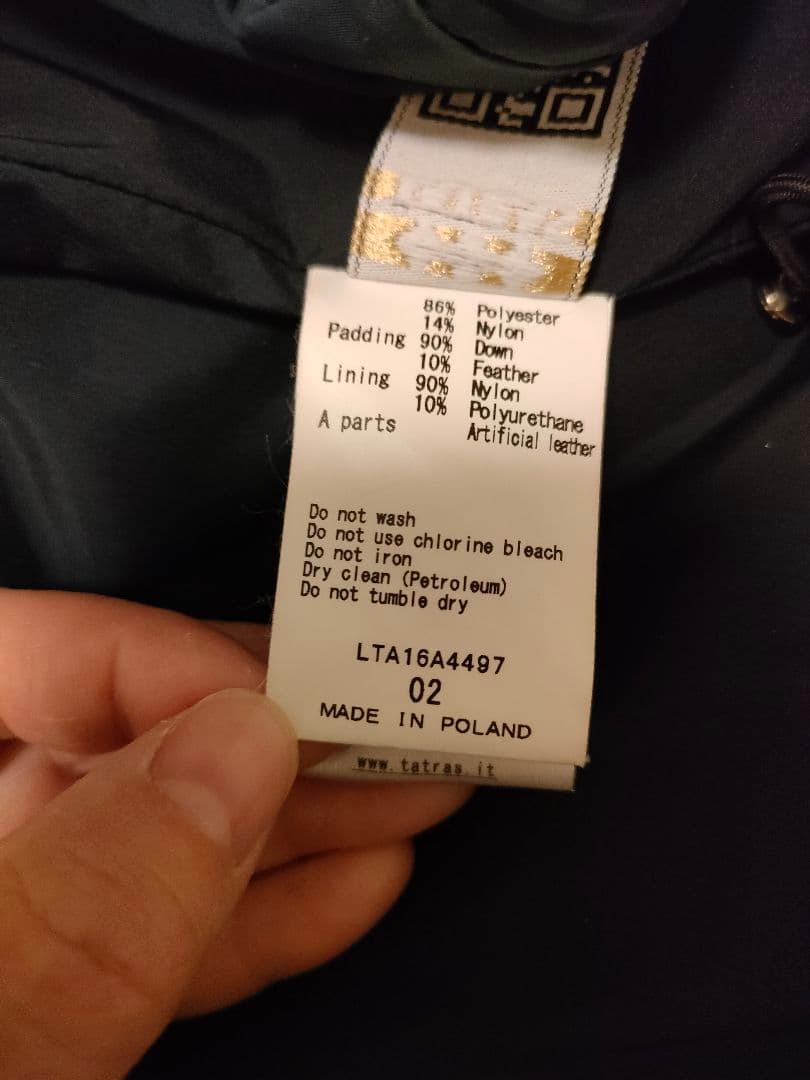 86% Polyester
14% Nylon
Padding 90% Down
10% Feather
Lining 90% Nylon
10% Polyurethane
A parts Artificial leather
Do not wash
Do not use chlorine bleach
Do not iron
Dry clean (Petroleum)
Do not tumble dry
LTA16A4497
02
MADE IN POLAND
www.tatras.it